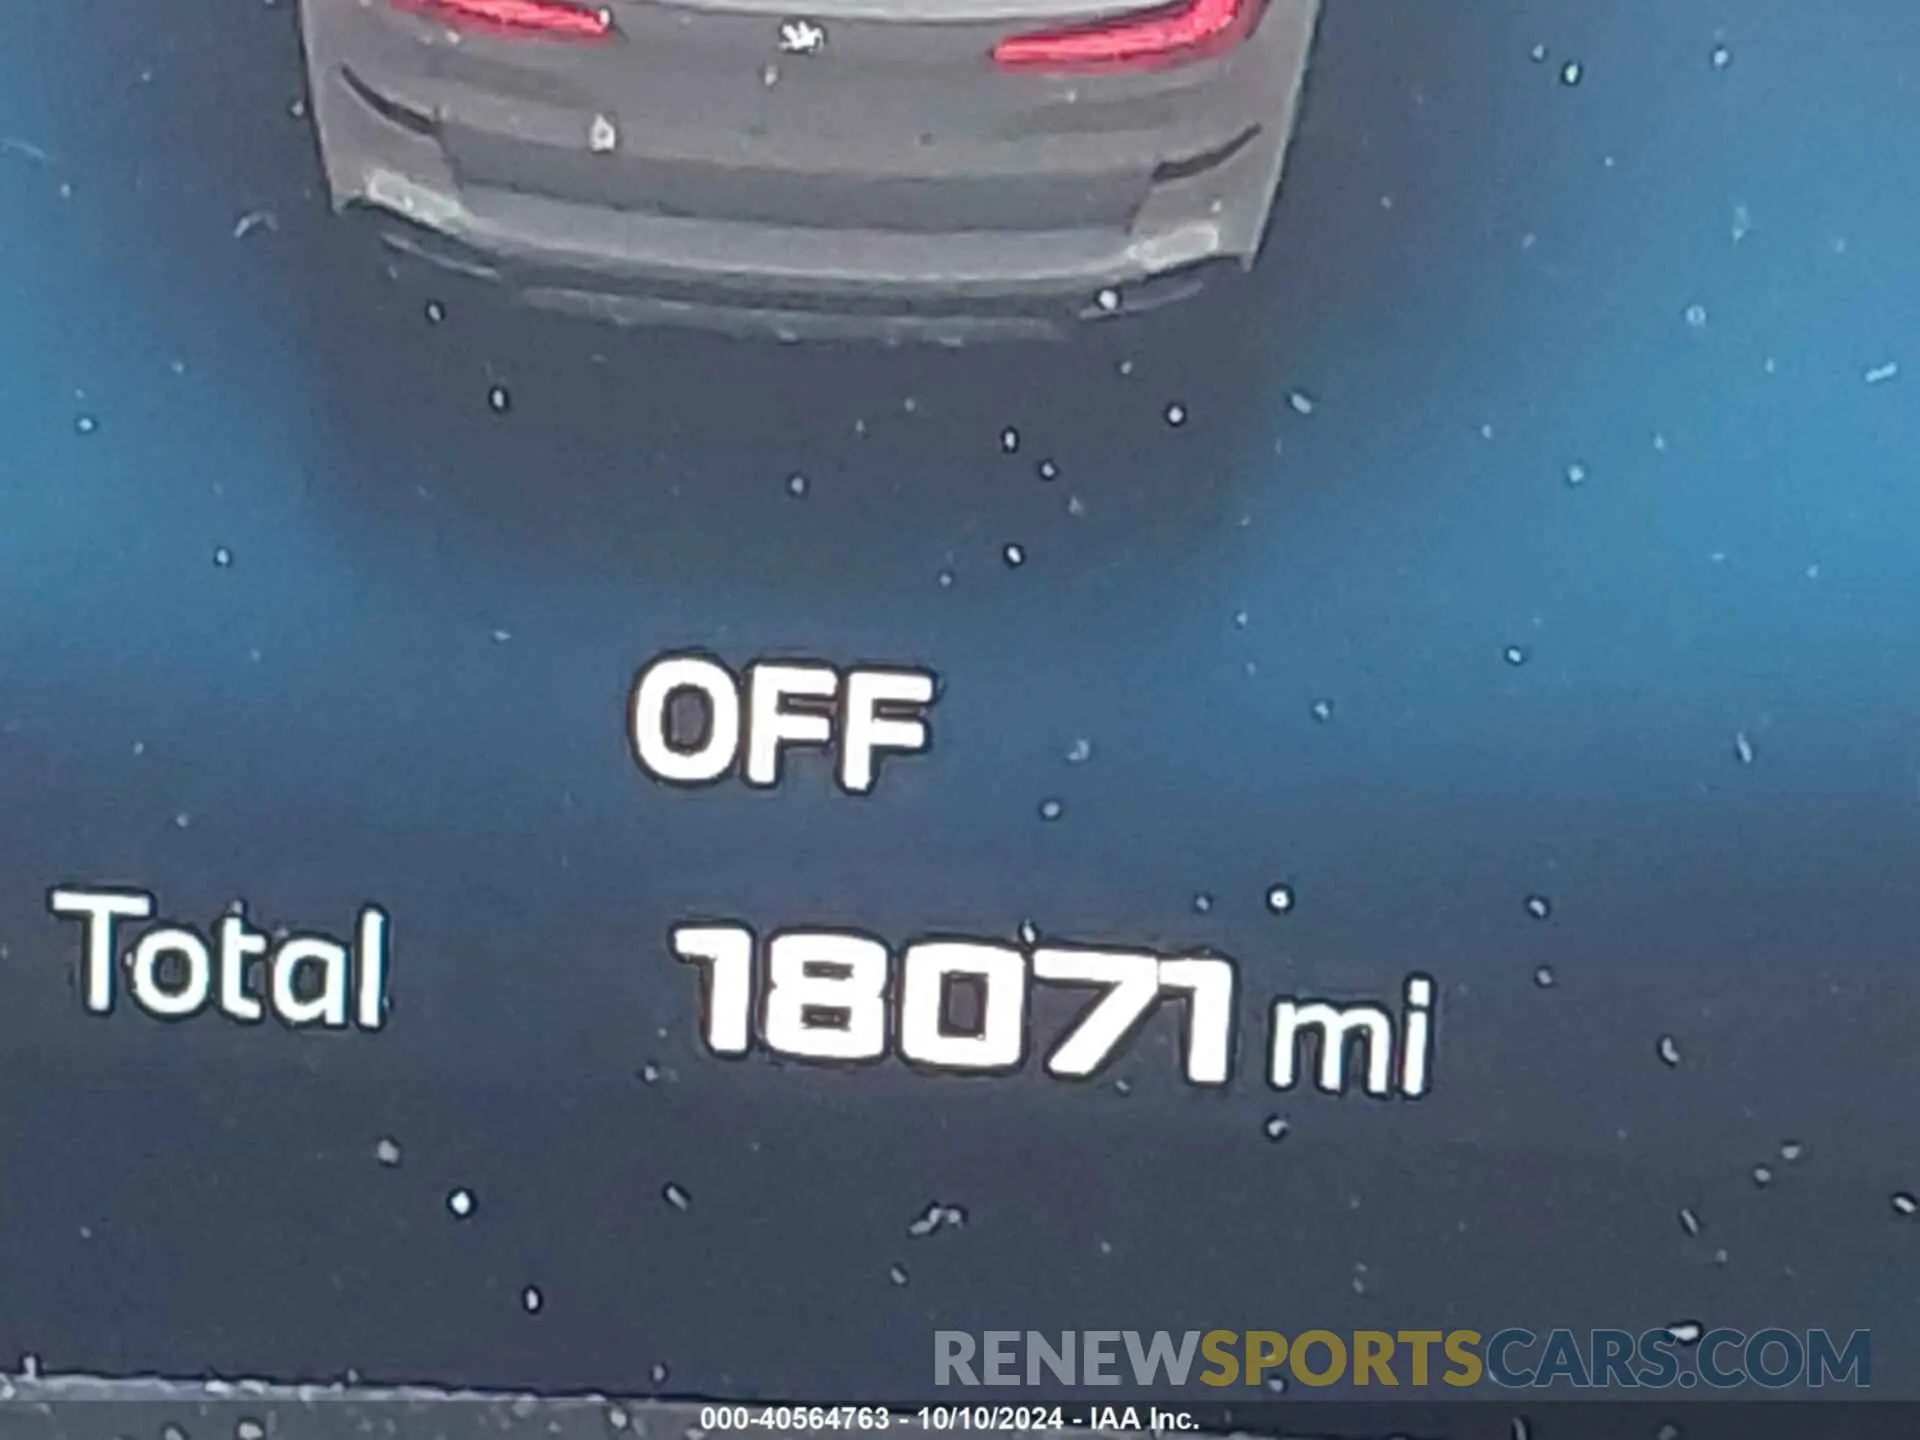 OFF
Total 18071 mi
RENEWSPORTSCARS.COM
000-40564763 - 10/10/2024 - IAA Inc.